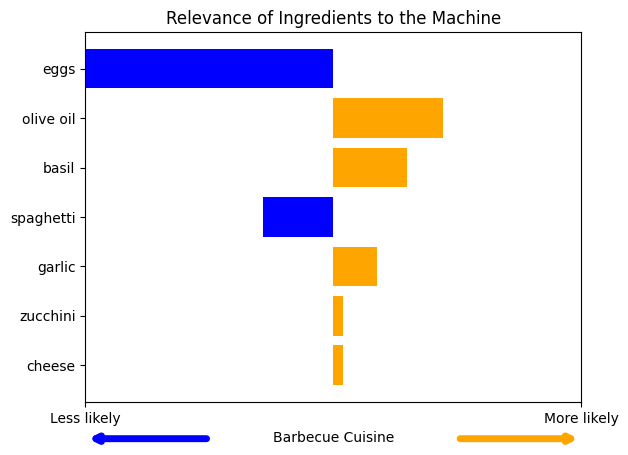 Relevance of Ingredients to the Machine
eggs
olive oil
basil
spaghetti
garlic
zucchini
cheese
Less likely
More likely
Barbecue Cuisine